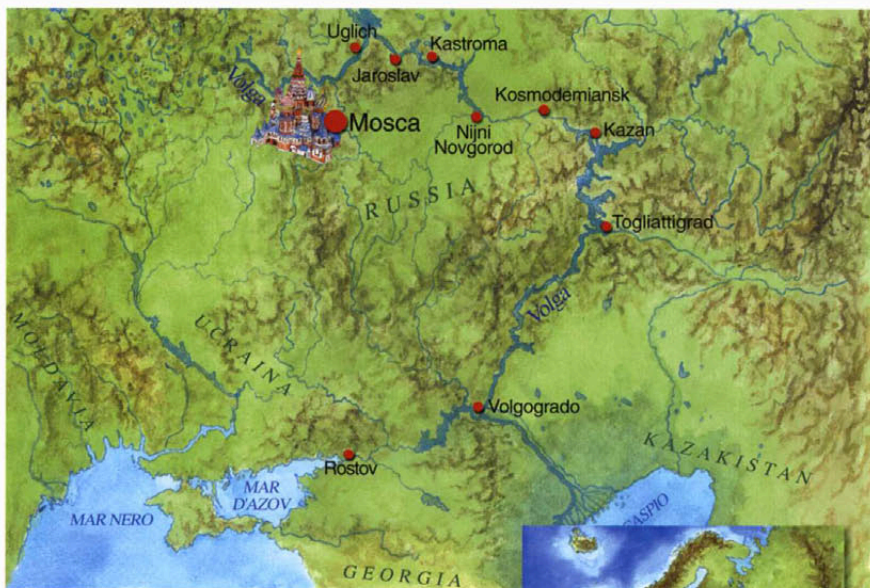 Uglich
Kastroma
Jaroslav
Volga
Kosmodemiansk
Mosca
Nijni
Novgorod
Kazan
RUSSIA
Togliattigrad
Volga
MOLDAVIA
UCRAINA
Volgogrado
KAZAKISTAN
Rostov
MAR
D'AZOV
MAR NERO
CASPIO
GEORGIA